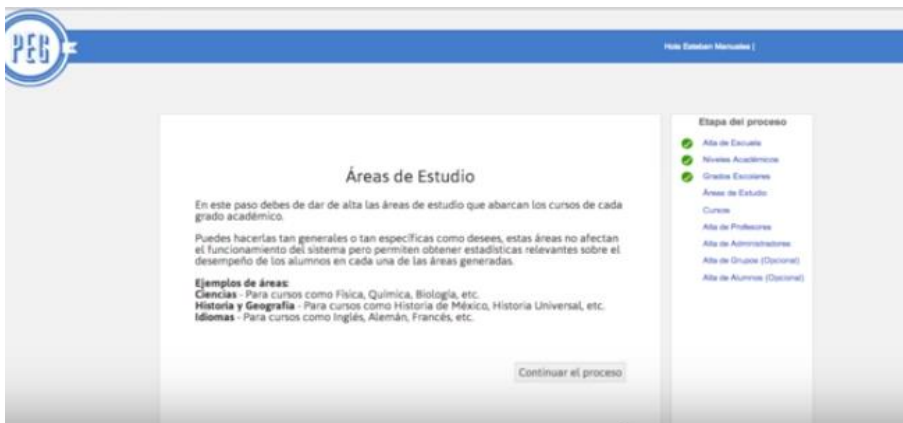 PEG
Hola Esteban Manuales |
Áreas de Estudio
En este paso debes de dar de alta las áreas de estudio que abarcan los cursos de cada
grado académico.
Puedes hacerlas tan generales o tan específicas como desees, estas áreas no afectan
el funcionamiento del sistema pero permiten obtener estadísticas relevantes sobre el
desempeño de los alumnos en cada una de las áreas generadas.
Ejemplos de áreas:
Ciencias - Para cursos como Física, Química, Biología, etc.
Historia y Geografía - Para cursos como Historia de México, Historia Universal, etc.
Idiomas - Para cursos como Inglés, Alemán, Francés, etc.
Continuar el proceso
Etapa del proceso
Alta de Escuela
Niveles Académicos
Grados Escolares
Áreas de Estudio
Cursos
Alta de Profesores
Alta de Administradores
Alta de Grupos (Opcional)
Alta de Alumnos (Opcional)